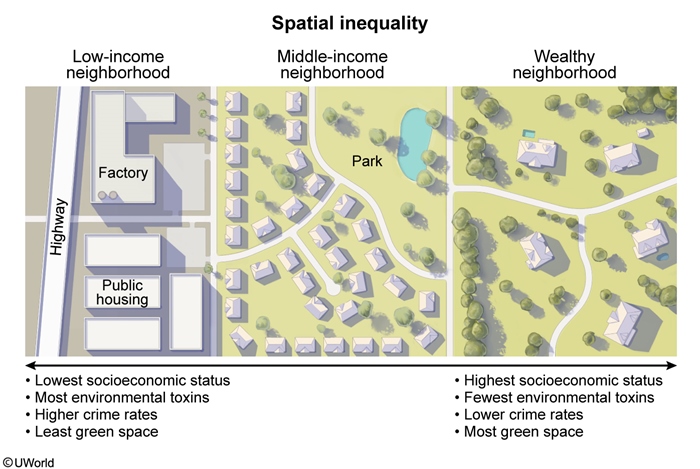 Spatial inequality
Low-income
neighborhood
Middle-income
neighborhood
Wealthy
neighborhood
Factory
Park
Highway
Public
housing
• Lowest socioeconomic status
• Most environmental toxins
• Higher crime rates
• Least green space
• Highest socioeconomic status
• Fewest environmental toxins
• Lower crime rates
• Most green space
©UWorld